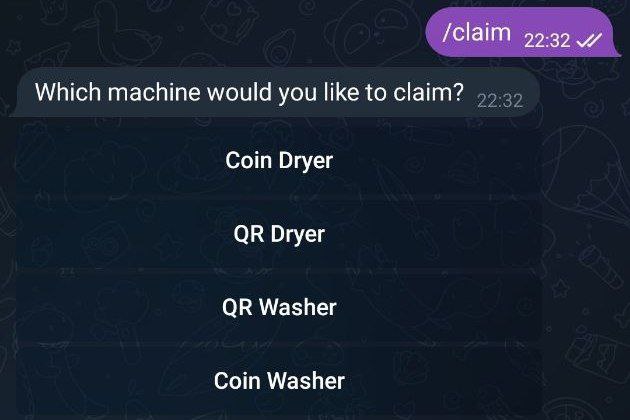 /claim 22:32
Which machine would you like to claim? 22:32
Coin Dryer
QR Dryer
QR Washer
Coin Washer